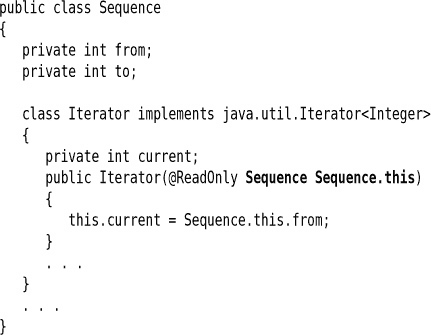 public class Sequence
{
   private int from;
   private int to;

   class Iterator implements java.util.Iterator<Integer>
   {
      private int current;
      public Iterator(@ReadOnly Sequence Sequence.this)
      {
         this.current = Sequence.this.from;
      }
      . . .
   }
   . . .
}